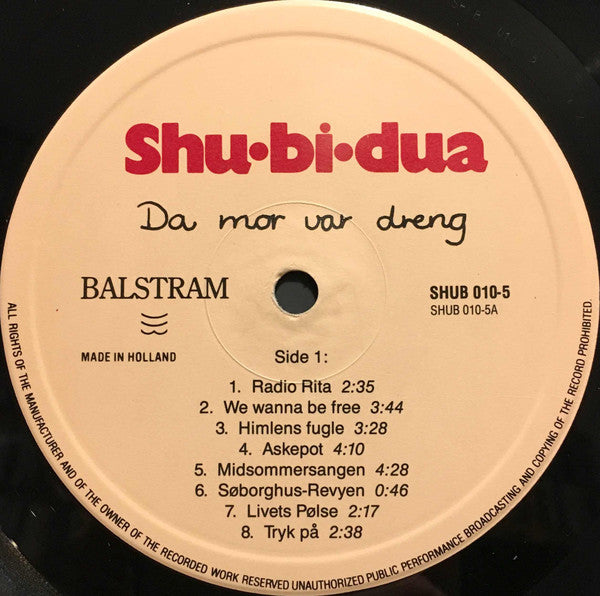 Shu•bi•dua
Da mor var dreng
BALSTRAM
MADE IN HOLLAND
SHUB 010-5
SHUB 010-5A
Side 1:
1. Radio Rita 2:35
2. We wanna be free 3:44
3. Himlens fugle 3:28
4. Askepot 4:10
5. Midsommersangen 4:28
6. Søborghus-Revyen 0:46
7. Livets Pølse 2:17
8. Tryk på 2:38
ALL RIGHTS OF THE MANUFACTURER AND OF THE OWNER OF THE RECORDED WORK RESERVED UNAUTHORIZED PUBLIC PERFORMANCE BROADCASTING AND COPYING OF THE RECORD PROHIBITED